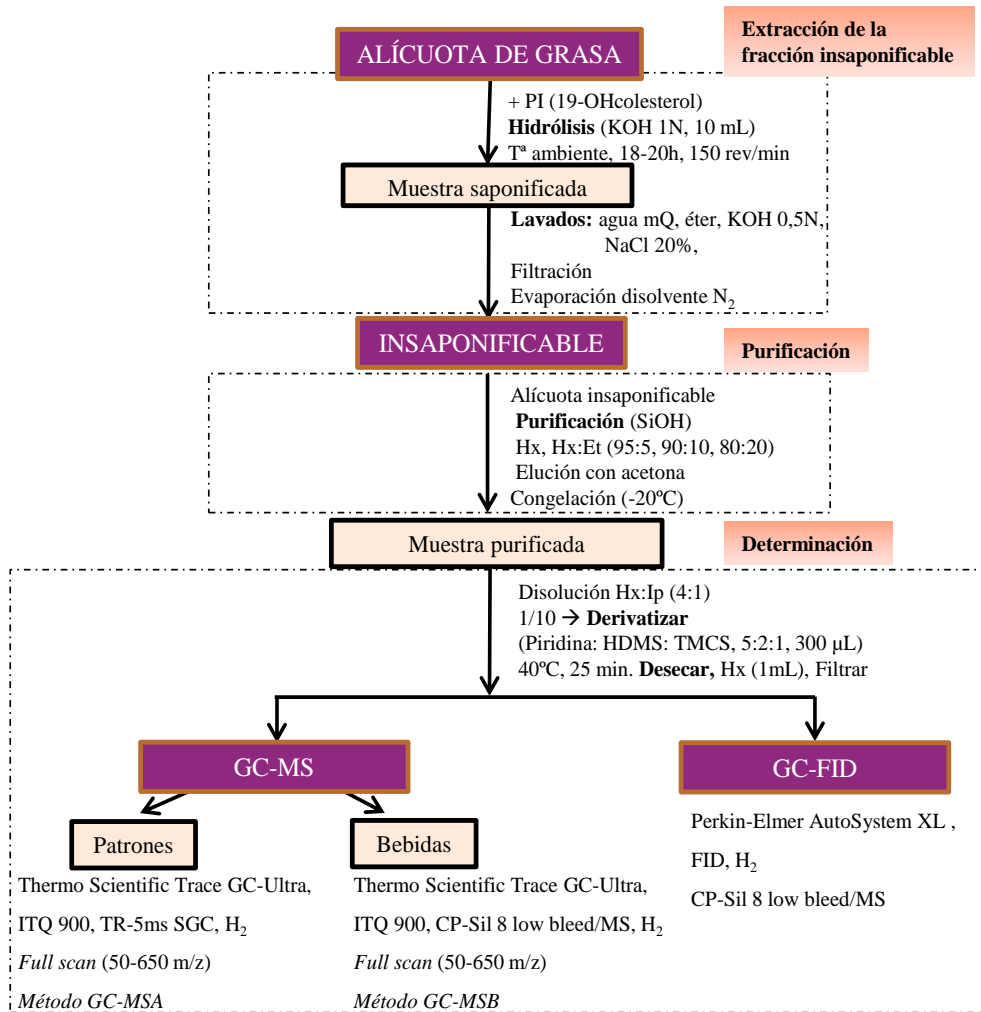 Extracción de la
fracción insaponificable
ALÍCUOTA DE GRASA
+ PI (19-OHcolesterol)
Hidrólisis (KOH 1N, 10 mL)
Tª ambiente, 18-20h, 150 rev/min
Muestra saponificada
Lavados: agua mQ, éter, KOH 0,5N,
NaCl 20%,
Filtración
Evaporación disolvente N₂
INSAPONIFICABLE
Purificación
Alícuota insaponificable
Purificación (SiOH)
Hx, Hx:Et (95:5, 90:10, 80:20)
Elución con acetona
Congelación (-20ºC)
Muestra purificada
Determinación
Disolución Hx:Ip (4:1)
1/10 → Derivatizar
(Piridina: HDMS: TMCS, 5:2:1, 300 µL)
40ºC, 25 min. Desecar, Hx (1mL), Filtrar
GC-MS
GC-FID
Patrones
Thermo Scientific Trace GC-Ultra,
ITQ 900, TR-5ms SGC, H₂
Full scan (50-650 m/z)
Método GC-MSA
Bebidas
Thermo Scientific Trace GC-Ultra,
ITQ 900, CP-Sil 8 low bleed/MS, H₂
Full scan (50-650 m/z)
Método GC-MSB
Perkin-Elmer AutoSystem XL ,
FID, H₂
CP-Sil 8 low bleed/MS